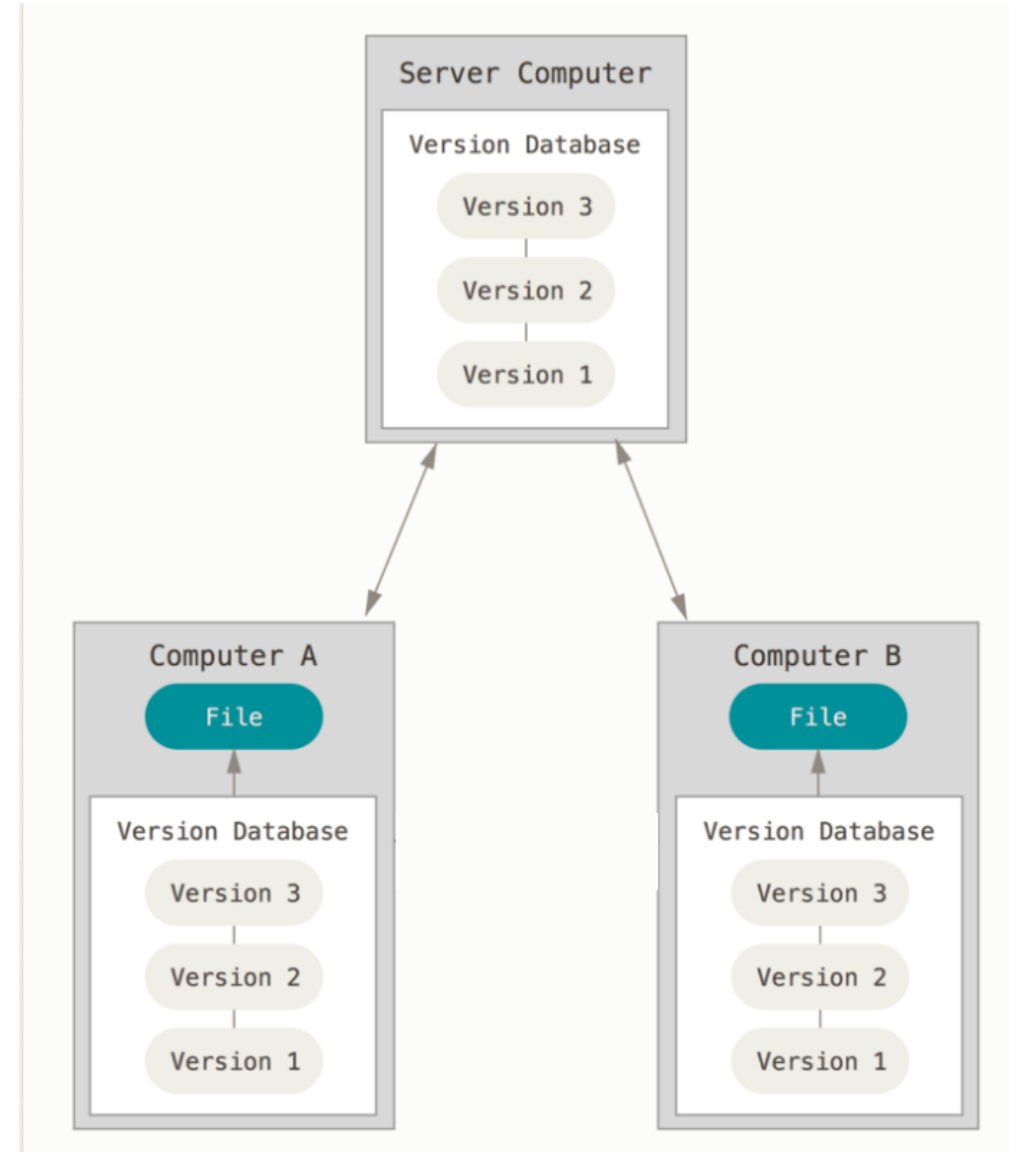 Server Computer
Version Database
Version 3
Version 2
Version 1
Computer A
File
Version Database
Version 3
Version 2
Version 1
Computer B
File
Version Database
Version 3
Version 2
Version 1